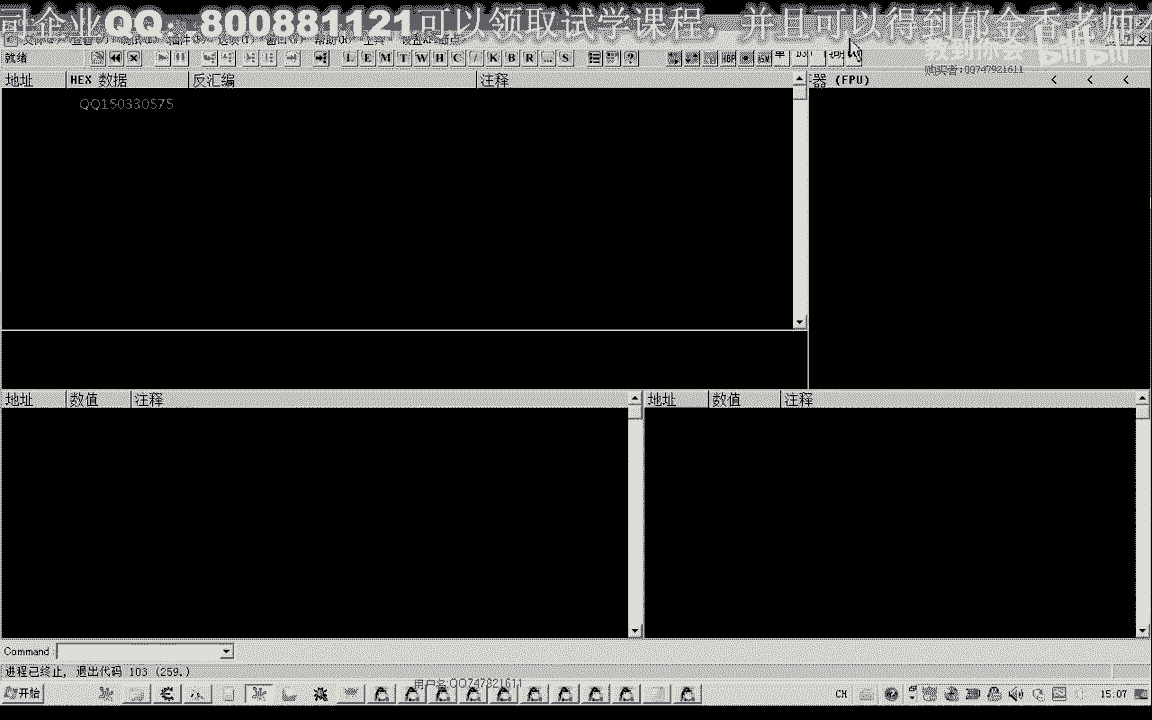 司企业QQ：800881121可以领取试学课程，并且可以得到郁金香老师
就绪
L E M T W H C / K B R ... S
购买者:QQ747921611
地址 HEX 数据 反汇编 注释
器 (FPU) < < <
QQ150330575
地址 数值 注释
地址 数值 注释
Command:
进程已终止, 退出代码 103 (259.)
用户名:QQ747821611
开始
CH
15:07